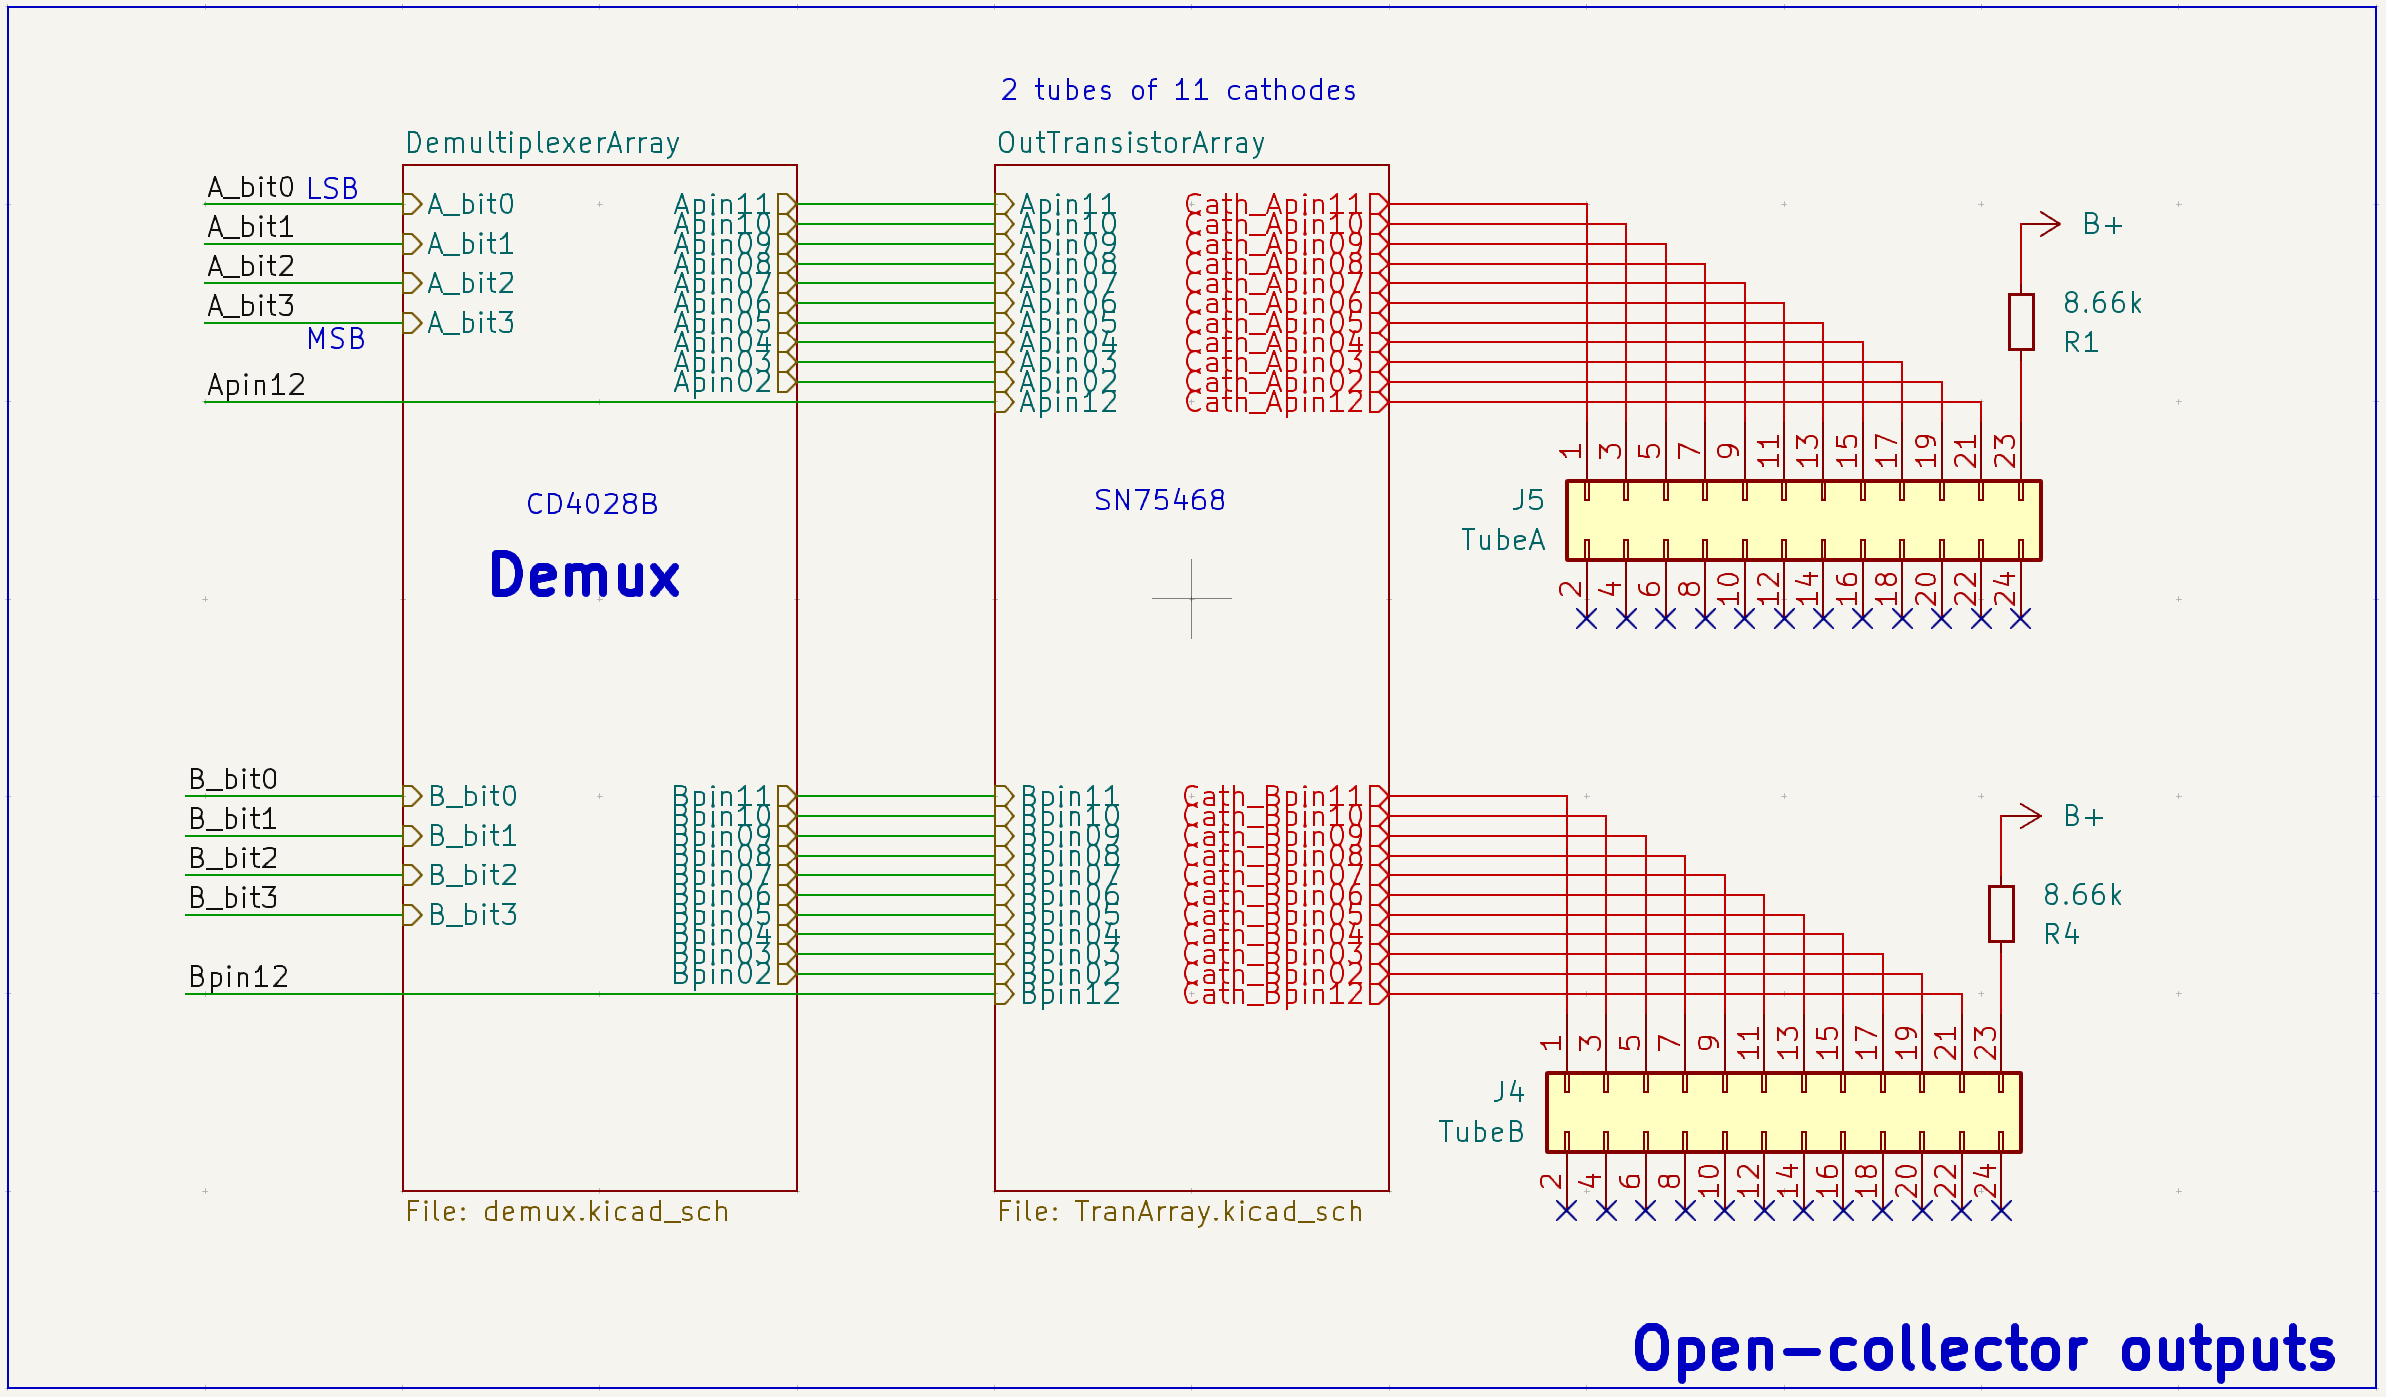 2 tubes of 11 cathodes
DemultiplexerArray
OutTransistorArray
A_bit0 LSB
A_bit1
A_bit2
A_bit3
MSB
Apin12
A_bit0
A_bit1
A_bit2
A_bit3
Apin11
Apin10
Apin09
Apin08
Apin07
Apin06
Apin05
Apin04
Apin03
Apin02
Apin11
Apin10
Apin09
Apin08
Apin07
Apin06
Apin05
Apin04
Apin03
Apin02
Apin12
Cath_Apin11
Cath_Apin10
Cath_Apin09
Cath_Apin08
Cath_Apin07
Cath_Apin06
Cath_Apin05
Cath_Apin04
Cath_Apin03
Cath_Apin02
Cath_Apin12
B+
8.66k
R1
1 3 5 7 9 11 13 15 17 19 21 23
J5
TubeA
2 4 6 8 10 12 14 16 18 20 22 24
CD4028B
Demux
SN75468
B_bit0
B_bit1
B_bit2
B_bit3
Bpin12
B_bit0
B_bit1
B_bit2
B_bit3
Bpin11
Bpin10
Bpin09
Bpin08
Bpin07
Bpin06
Bpin05
Bpin04
Bpin03
Bpin02
Bpin11
Bpin10
Bpin09
Bpin08
Bpin07
Bpin06
Bpin05
Bpin04
Bpin03
Bpin02
Bpin12
Cath_Bpin11
Cath_Bpin10
Cath_Bpin09
Cath_Bpin08
Cath_Bpin07
Cath_Bpin06
Cath_Bpin05
Cath_Bpin04
Cath_Bpin03
Cath_Bpin02
Cath_Bpin12
B+
8.66k
R4
1 3 5 7 9 11 13 15 17 19 21 23
J4
TubeB
2 4 6 8 10 12 14 16 18 20 22 24
File: demux.kicad_sch
File: TranArray.kicad_sch
Open-collector outputs